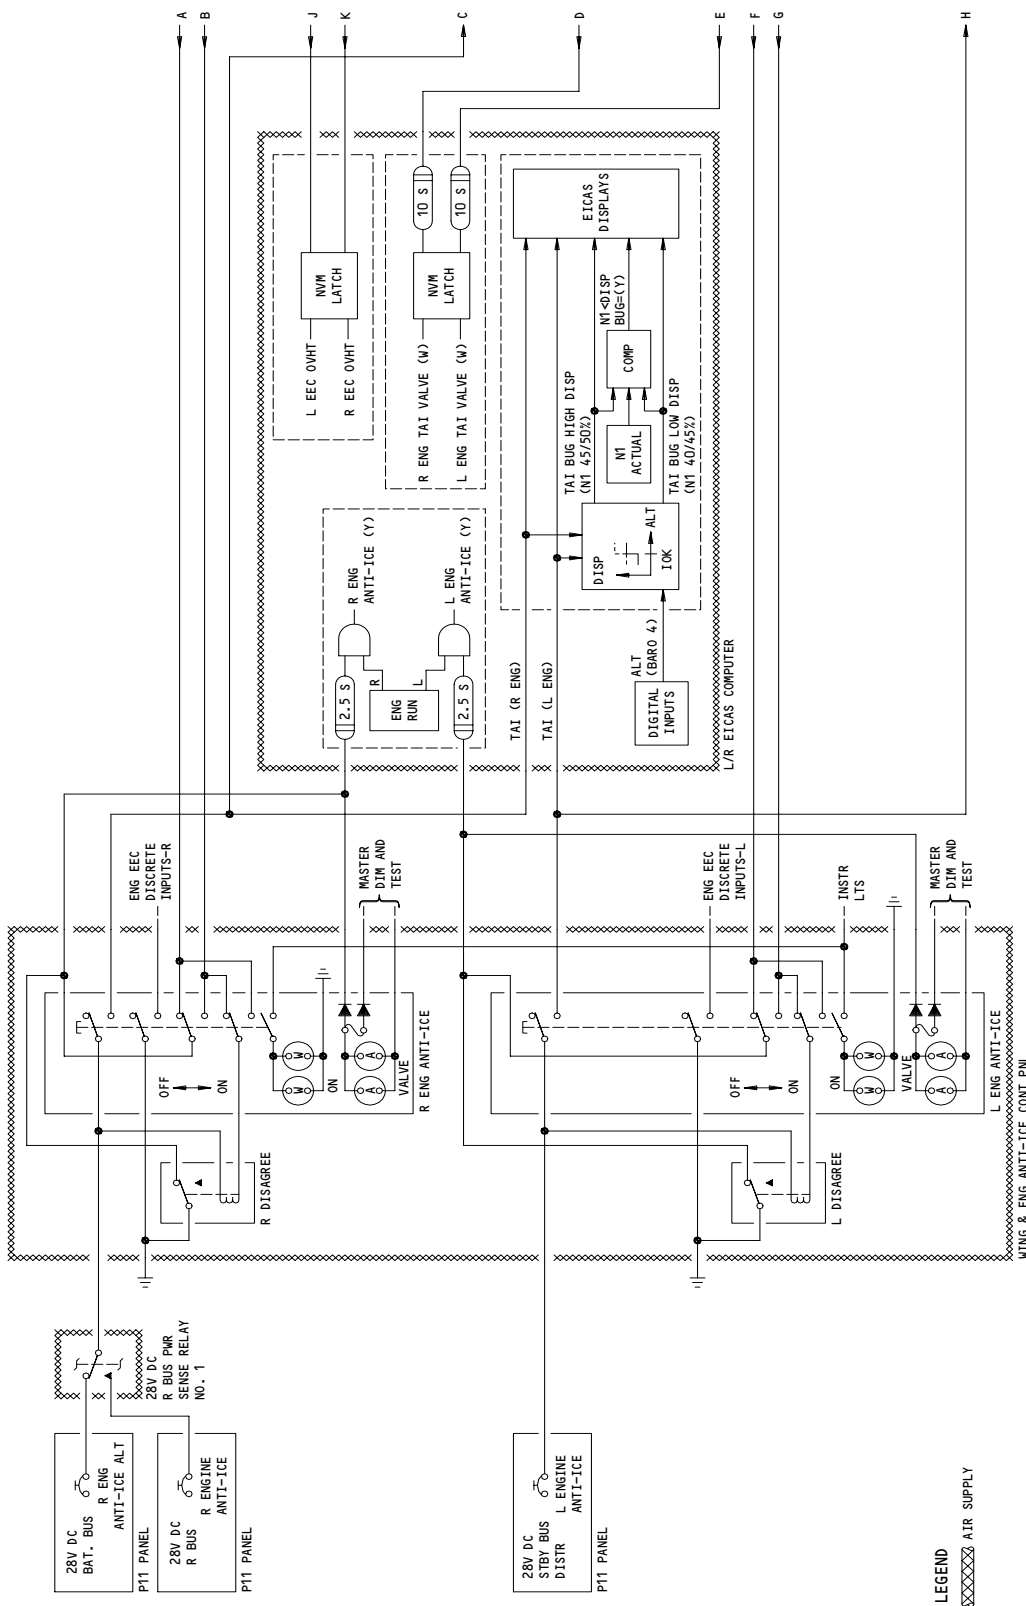 28V DC
BAT. BUS
R ENG
ANTI-ICE ALT
P11 PANEL
28V DC
R BUS
R ENGINE
ANTI-ICE
P11 PANEL
28V DC
R BUS PWR
SENSE RELAY
NO. 1
28V DC
STBY BUS
DISTR
L ENGINE
ANTI-ICE
P11 PANEL
LEGEND
AIR SUPPLY
R DISAGREE
OFF
ON
W
W
ON
A
A
VALVE
R ENG ANTI-ICE
ENG EEC
DISCRETE
INPUTS-R
MASTER
DIM AND
TEST
L DISAGREE
OFF
ON
W
W
ON
A
A
VALVE
L ENG ANTI-ICE
WING & ENG ANTI-ICE CONT PNL
ENG EEC
DISCRETE
INPUTS-L
INSTR
LTS
MASTER
DIM AND
TEST
2.5 S
R
L
ENG
RUN
2.5 S
R ENG
ANTI-ICE (Y)
L ENG
ANTI-ICE (Y)
L EEC OVHT
R EEC OVHT
NVM
LATCH
R ENG TAI VALVE (W)
L ENG TAI VALVE (W)
NVM
LATCH
10 S
10 S
TAI (R ENG)
TAI (L ENG)
DIGITAL
INPUTS
ALT
(BARO 4)
DISP
ALT
10K
TAI BUG HIGH DISP
(N1 45/50%)
N1
ACTUAL
TAI BUG LOW DISP
(N1 40/45%)
COMP
N1<DISP
BUG=(Y)
EICAS
DISPLAYS
L/R EICAS COMPUTER
A
B
J
K
C
D
E
F
G
H